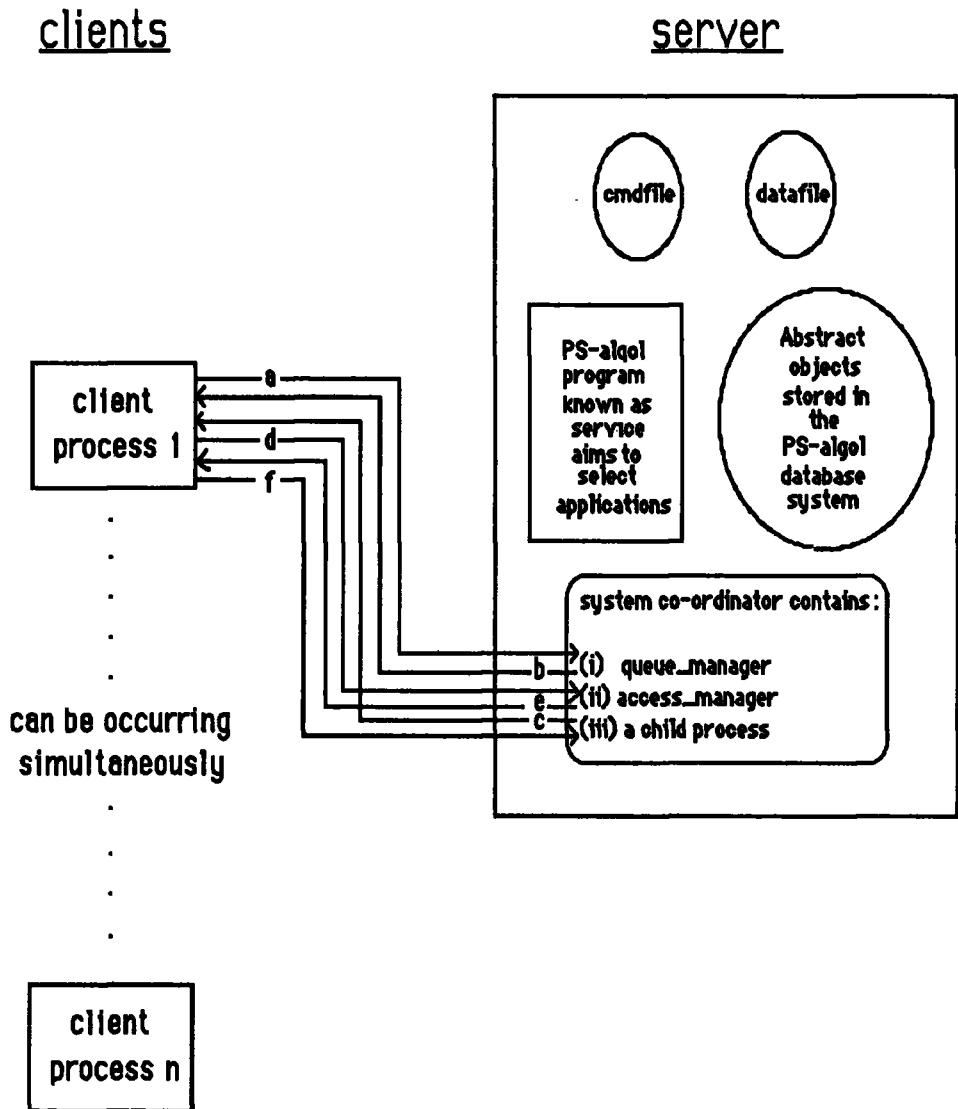 clients
server
cmdfile
datafile
PS-alqol
program
known as
service
aims to
select
applications
Abstract
objects
stored in
the
PS-algol
database
system
client
process 1
a
d
f
system co-ordinator contains:
b
(i) queue_manager
e
(ii) access_manager
c
(iii) a child process
can be occurring
simultaneously
client
process n